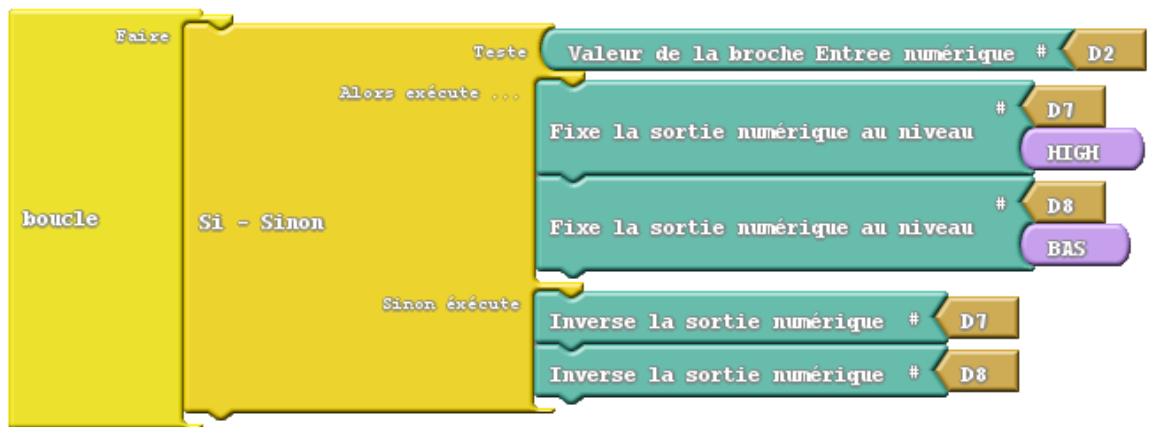 Faire
Teste
Valeur de la broche Entree numérique # D2
Alors exécute ...
Fixe la sortie numérique au niveau # D7
HIGH
boucle
Si - Sinon
Fixe la sortie numérique au niveau # D8
BAS
Sinon éxécute
Inverse la sortie numérique # D7
Inverse la sortie numérique # D8